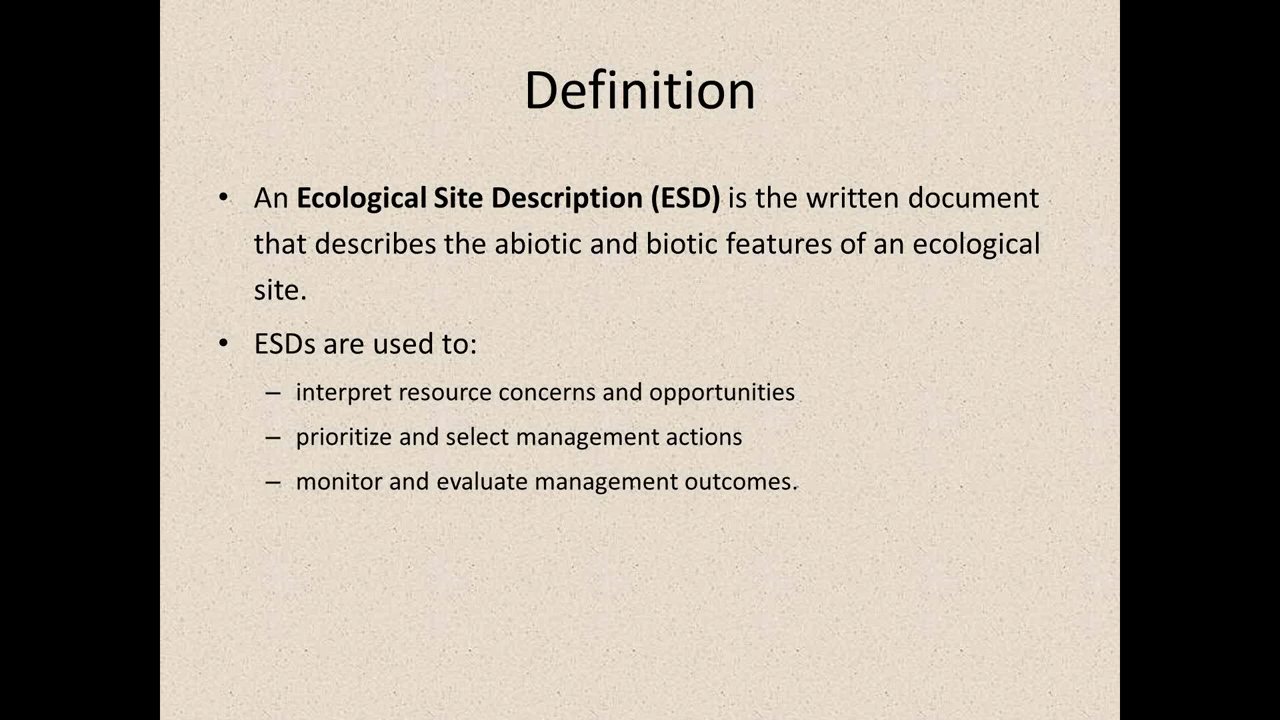 Definition
• An Ecological Site Description (ESD) is the written document
that describes the abiotic and biotic features of an ecological
site.
• ESDs are used to:
– interpret resource concerns and opportunities
– prioritize and select management actions
– monitor and evaluate management outcomes.